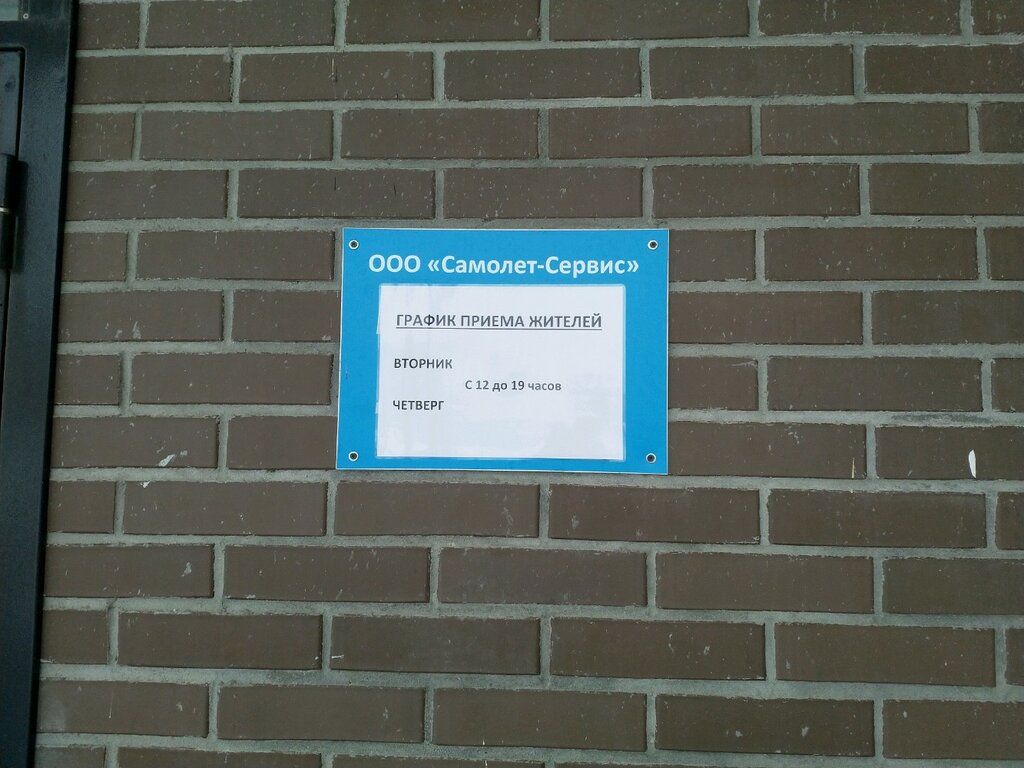 ООО «Самолет-Сервис»
ГРАФИК ПРИЕМА ЖИТЕЛЕЙ
ВТОРНИК
С 12 до 19 часов
ЧЕТВЕРГ